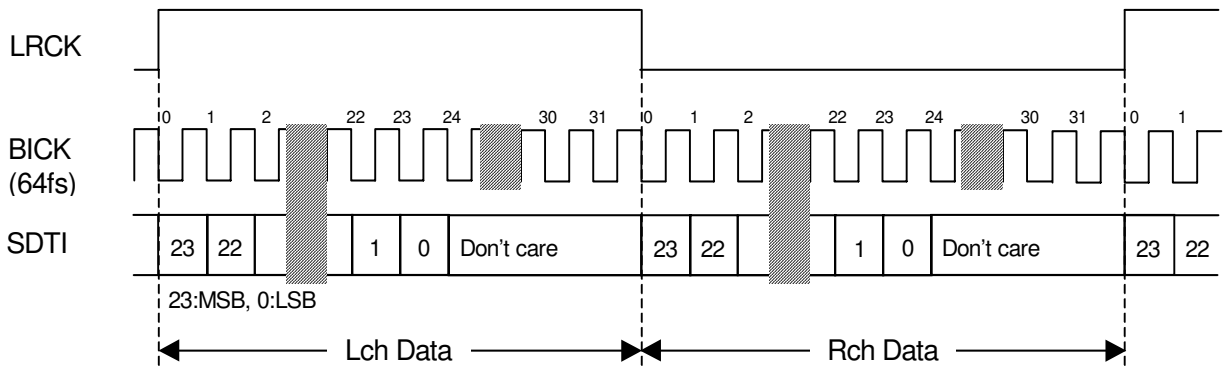 LRCK
0 1 2 22 23 24 30 31 0 1 2 22 23 24 30 31 0 1
BICK
(64fs)
SDTI 23 22 1 0 Don't care 23 22 1 0 Don't care 23 22
23:MSB, 0:LSB
Lch Data Rch Data